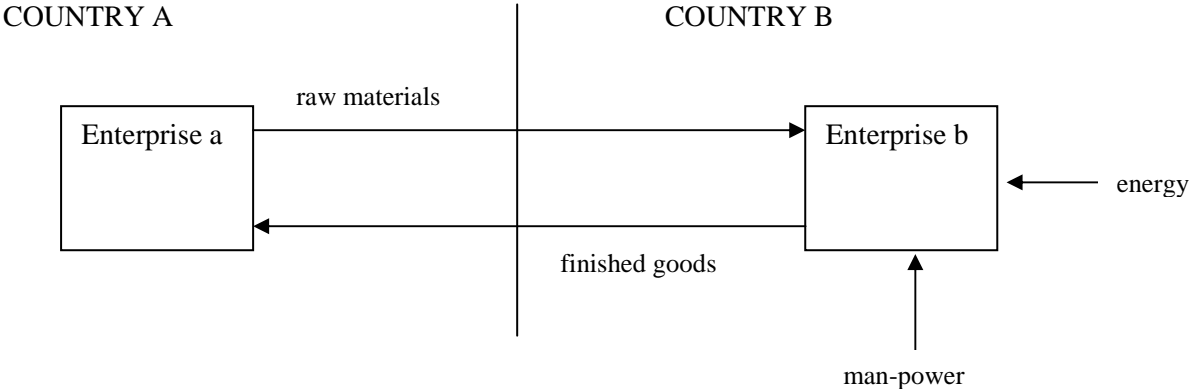 COUNTRY A
COUNTRY B
raw materials
Enterprise a
Enterprise b
energy
finished goods
man-power